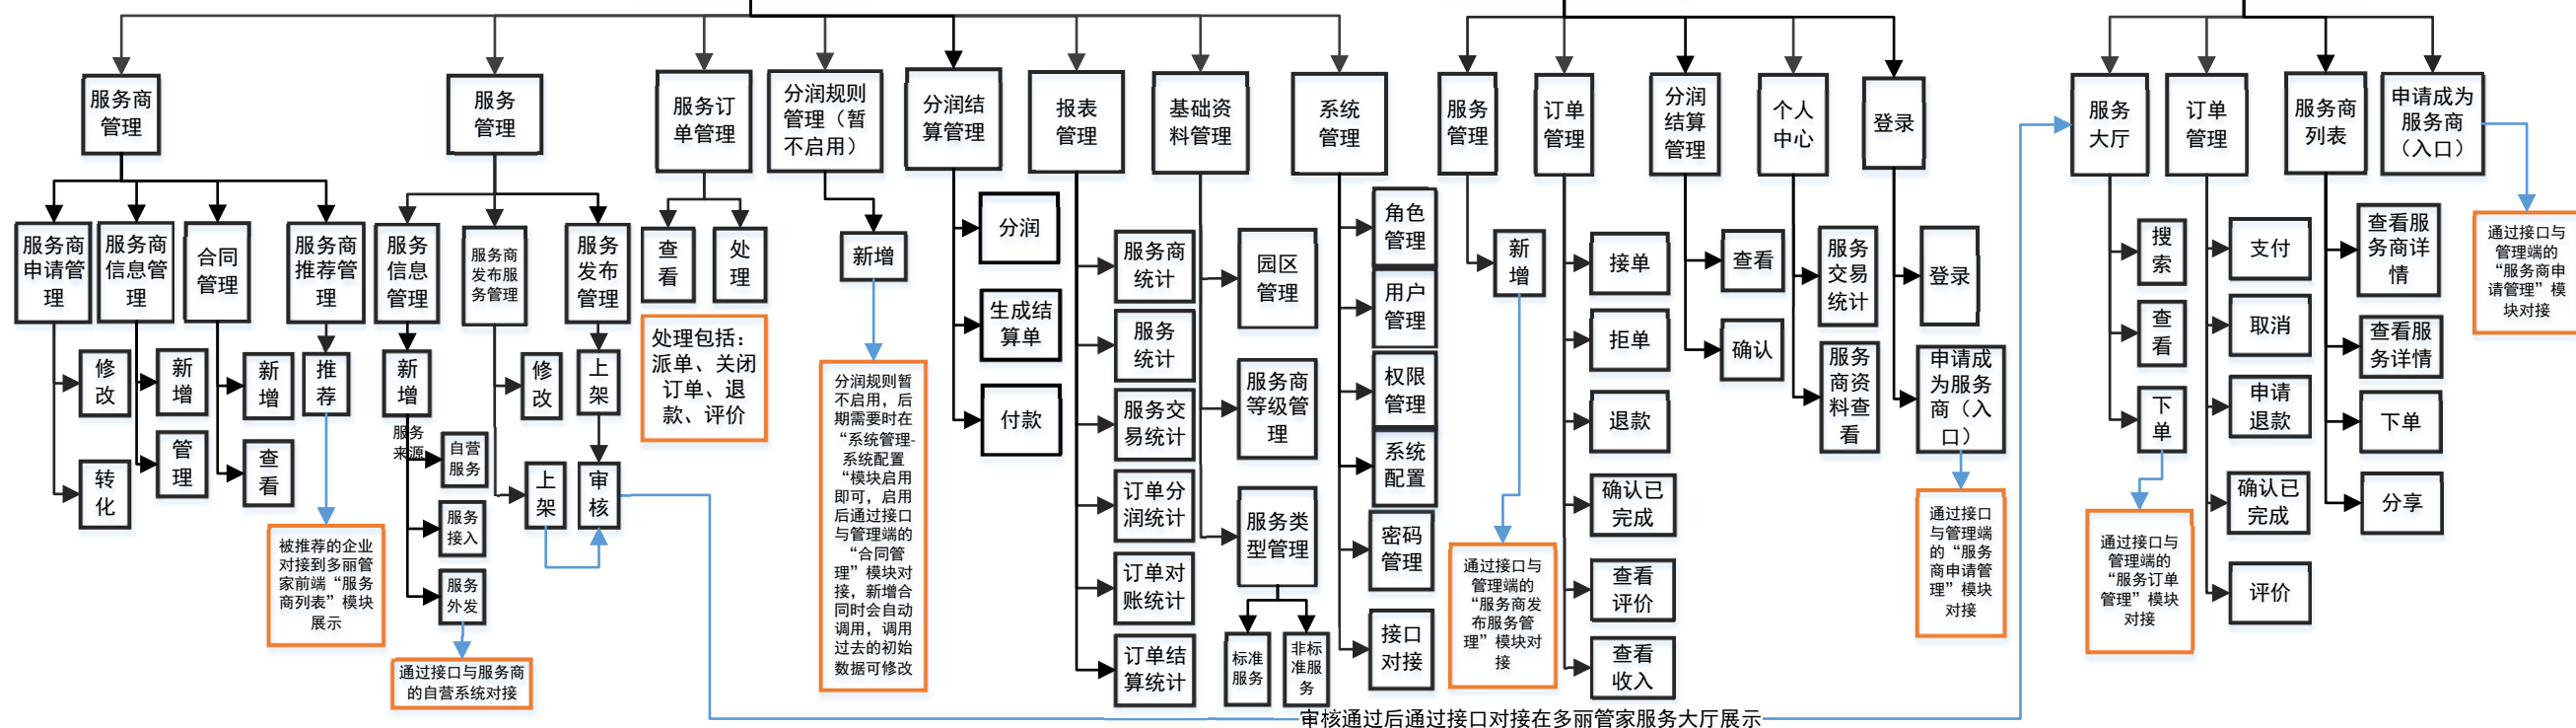 服务商
管理
服务
管理
服务订
单管理
分润规则
管理（暂
不启用）
分润结
算管理
报表
管理
基础资
料管理
系统
管理
服务
管理
订单
管理
分润
结算
管理
个人
中心
登录
服务
大厅
订单
管理
服务商
列表
申请成为
服务商
（入口）
服务商
申请管
理
服务商
信息管
理
合同
管理
服务商
推荐管
理
服务
信息
管理
服务商
发布服
务管理
服务
发布
管理
修
改
转
化
新
增
管
理
新
增
查
看
推
荐
被推荐的企业
对接到多丽管
家前端“服务
商列表”模块
展示
新
增
服务
来源
自营
服务
服务
接入
服务
外发
通过接口与服务商
的自营系统对接
修
改
上
架
上
架
审
核
查
看
处
理
处理包括：
派单、关闭
订单、退
款、评价
新增
分润规则暂
不启用，后
期需要时在
“系统管理-
系统配置
“模块启用
即可，启用
后通过接口
与管理端的
“合同管
理”模块对
接，新增合
同时会自动
调用，调用
过去的初始
数据可修改
分润
生成结
算单
付款
服务商
统计
服务
统计
服务交
易统计
订单分
润统计
订单对
账统计
订单结
算统计
园区
管理
服务商
等级管
理
服务类
型管理
标准
服务
非标
准服
务
角色
管理
用户
管理
权限
管理
系统
配置
密码
管理
接口
对接
新
增
通过接口与
管理端的
“服务商发
布服务管
理”模块对
接
接单
拒单
退款
确认已
完成
查看
评价
查看
收入
查看
确认
服务
交易
统计
服务
商资
料查
看
登录
申请成
为服务
商（入
口）
通过接口
与管理端
的“服务
商申请管
理”模块
对接
搜
索
查
看
下
单
通过接口与
管理端的
“服务订单
管理”模块
对接
支付
取消
申请
退款
确认已
完成
评价
查看服
务商详
情
查看服
务详情
下单
分享
通过接口与
管理端的
“服务商申
请管理”模
块对接
审核通过后通过接口对接在多丽管家服务大厅展示